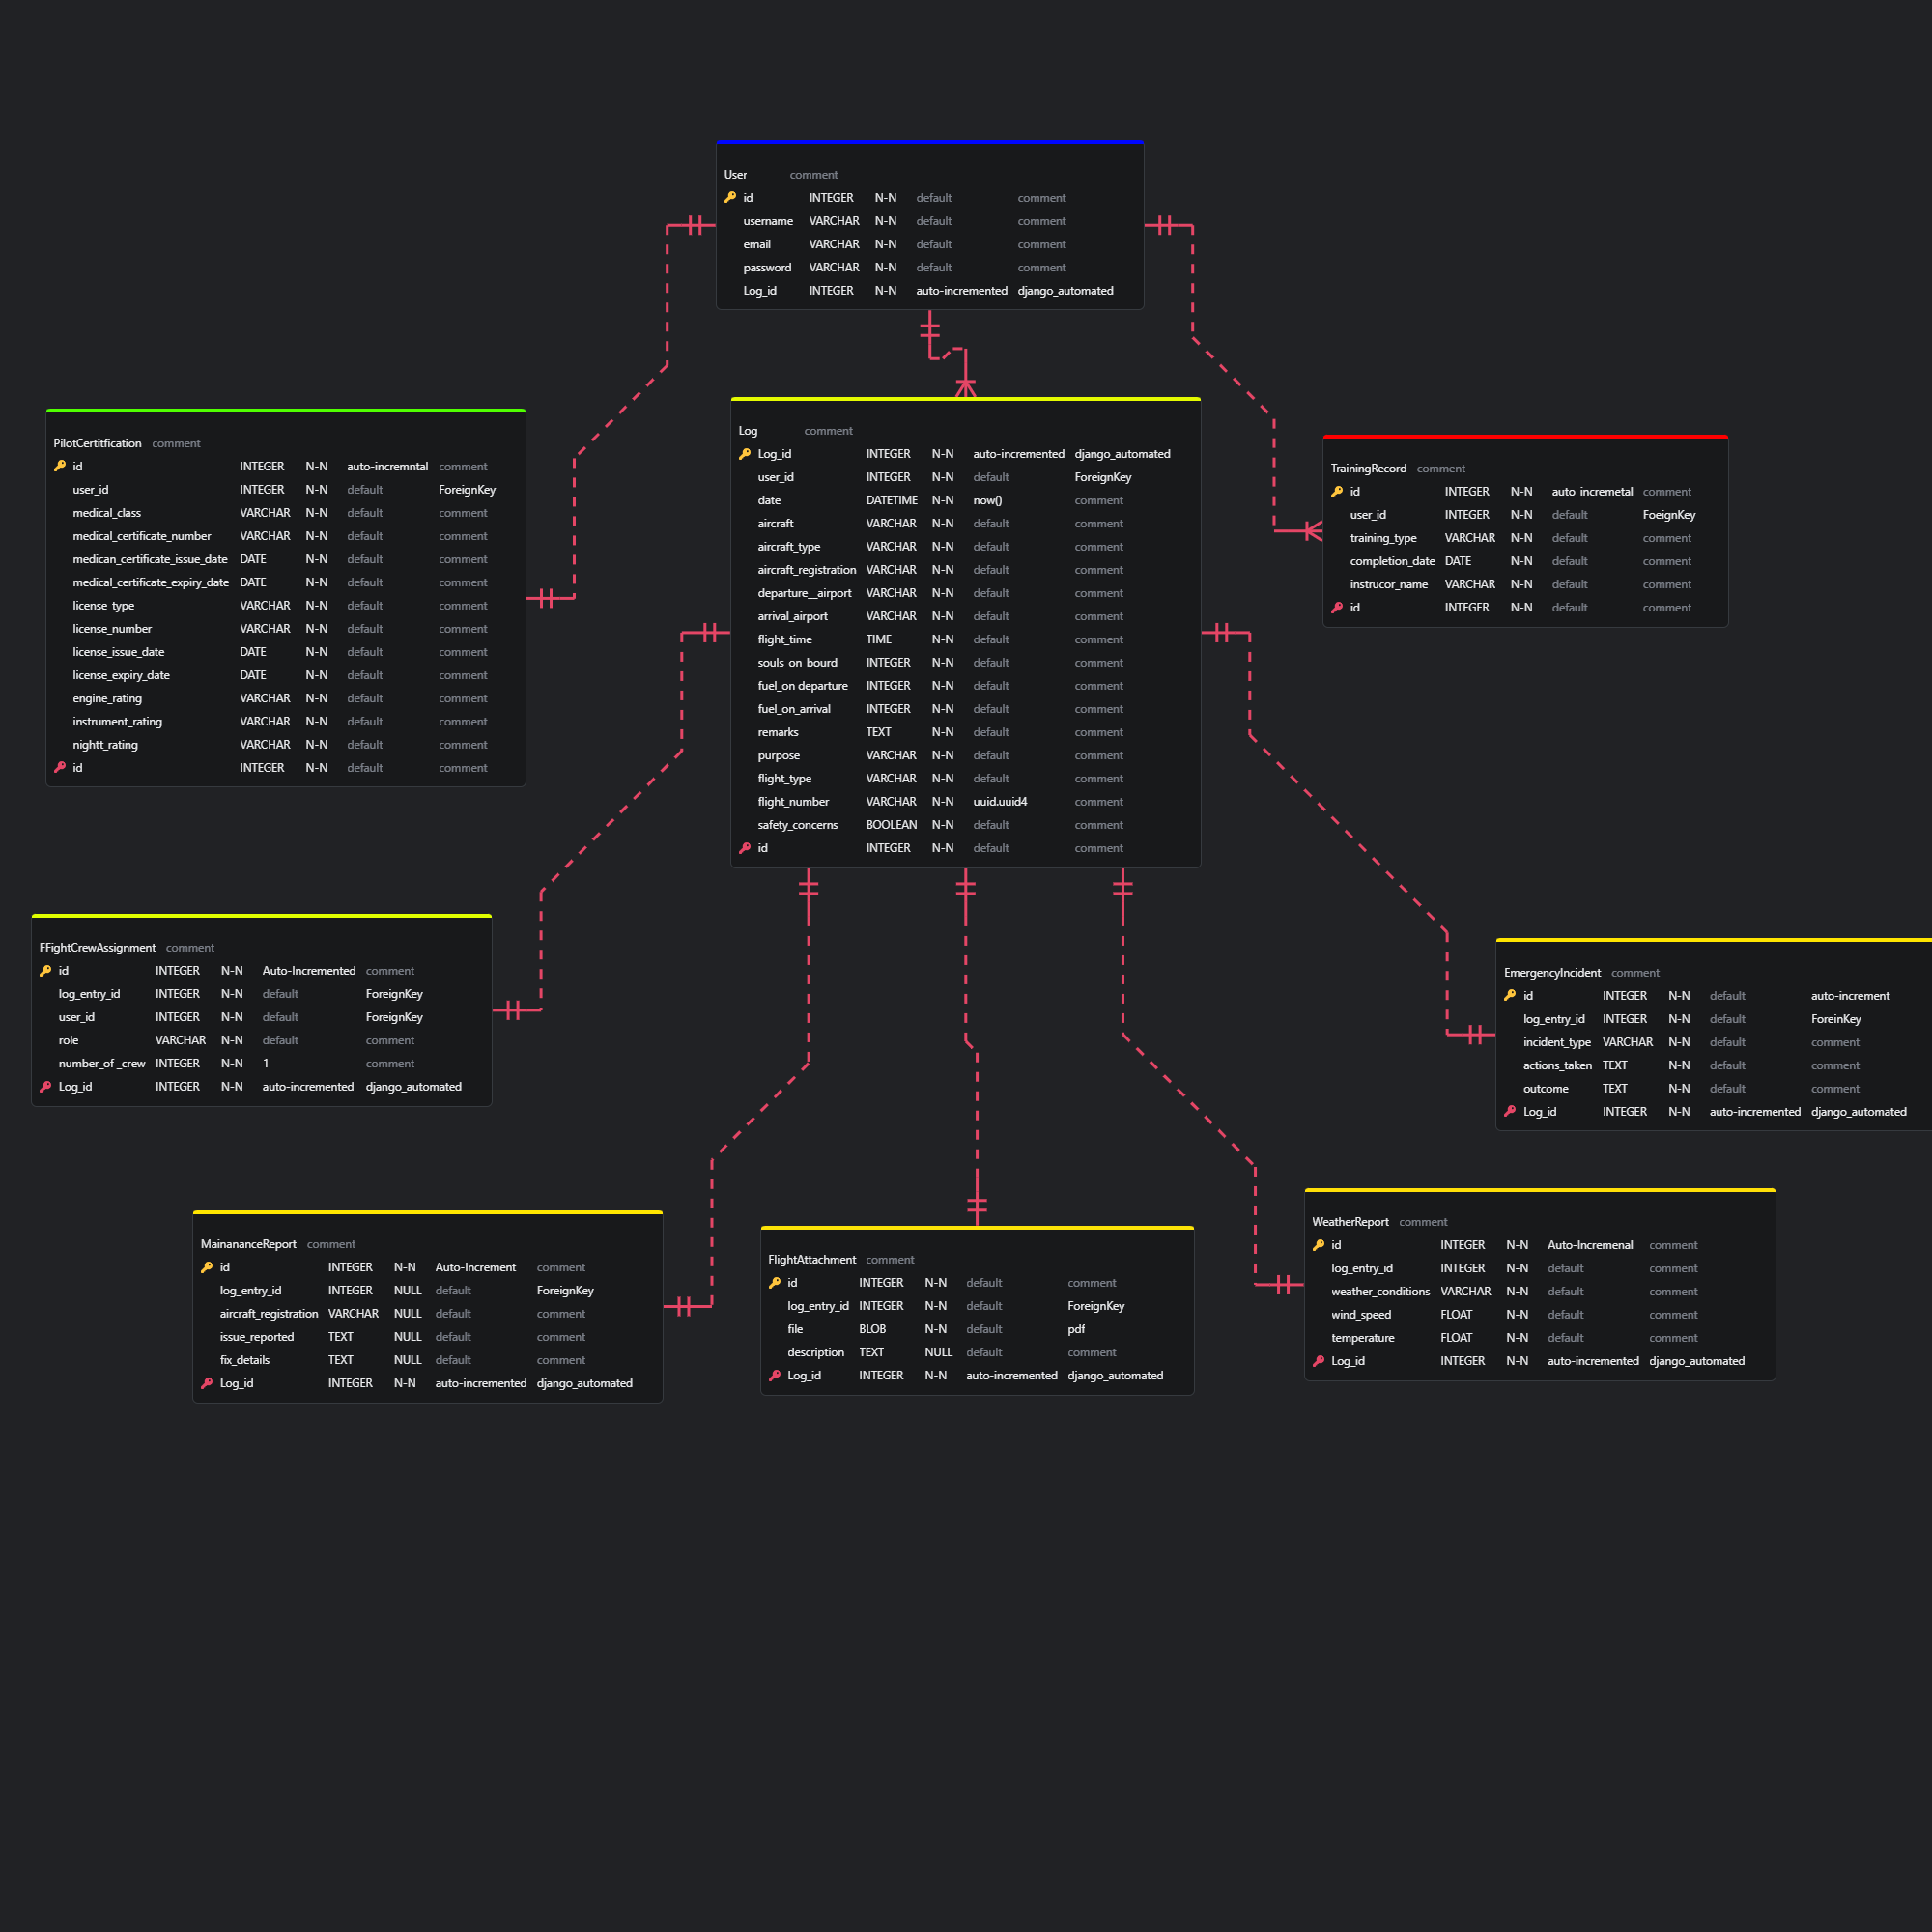 User comment
id INTEGER N-N default comment
username VARCHAR N-N default comment
email VARCHAR N-N default comment
password VARCHAR N-N default comment
Log_id INTEGER N-N auto-incremented django_automated
PilotCertitfication comment
id INTEGER N-N auto-incremntal comment
user_id INTEGER N-N default ForeignKey
medical_class VARCHAR N-N default comment
medical_certificate_number VARCHAR N-N default comment
median_certificate_issue_date DATE N-N default comment
medical_certificate_expiry_date DATE N-N default comment
license_type VARCHAR N-N default comment
license_number VARCHAR N-N default comment
license_issue_date DATE N-N default comment
license_expiry_date DATE N-N default comment
engine_rating VARCHAR N-N default comment
instrument_rating VARCHAR N-N default comment
nightt_rating VARCHAR N-N default comment
id INTEGER N-N default comment
Log comment
Log_id INTEGER N-N auto-incremented django_automated
user_id INTEGER N-N default ForeignKey
date DATETIME N-N now() comment
aircraft VARCHAR N-N default comment
aircraft_type VARCHAR N-N default comment
aircraft_registration VARCHAR N-N default comment
departure__airport VARCHAR N-N default comment
arrival_airport VARCHAR N-N default comment
flight_time TIME N-N default comment
souls_on_bourd INTEGER N-N default comment
fuel_on departure INTEGER N-N default comment
fuel_on_arrival INTEGER N-N default comment
remarks TEXT N-N default comment
purpose VARCHAR N-N default comment
flight_type VARCHAR N-N default comment
flight_number VARCHAR N-N uuid.uuid4 comment
safety_concerns BOOLEAN N-N default comment
id INTEGER N-N default comment
TrainingRecord comment
id INTEGER N-N auto_incremetal comment
user_id INTEGER N-N default FoeignKey
training_type VARCHAR N-N default comment
completion_date DATE N-N default comment
instrucor_name VARCHAR N-N default comment
id INTEGER N-N default comment
FFightCrewAssignment comment
id INTEGER N-N Auto-Incremented comment
log_entry_id INTEGER N-N default ForeignKey
user_id INTEGER N-N default ForeignKey
role VARCHAR N-N default comment
number_of _crew INTEGER N-N 1 comment
Log_id INTEGER N-N auto-incremented django_automated
EmergencyIncident comment
id INTEGER N-N default auto-increment
log_entry_id INTEGER N-N default ForeinKey
incident_type VARCHAR N-N default comment
actions_taken TEXT N-N default comment
outcome TEXT N-N default comment
Log_id INTEGER N-N auto-incremented django_automated
MainananceReport comment
id INTEGER N-N Auto-Increment comment
log_entry_id INTEGER NULL default ForeignKey
aircraft_registration VARCHAR NULL default comment
issue_reported TEXT NULL default comment
fix_details TEXT NULL default comment
Log_id INTEGER N-N auto-incremented django_automated
FlightAttachment comment
id INTEGER N-N default comment
log_entry_id INTEGER N-N default ForeignKey
file BLOB N-N default pdf
description TEXT NULL default comment
Log_id INTEGER N-N auto-incremented django_automated
WeatherReport comment
id INTEGER N-N Auto-Incremenal comment
log_entry_id INTEGER N-N default comment
weather_conditions VARCHAR N-N default comment
wind_speed FLOAT N-N default comment
temperature FLOAT N-N default comment
Log_id INTEGER N-N auto-incremented django_automated